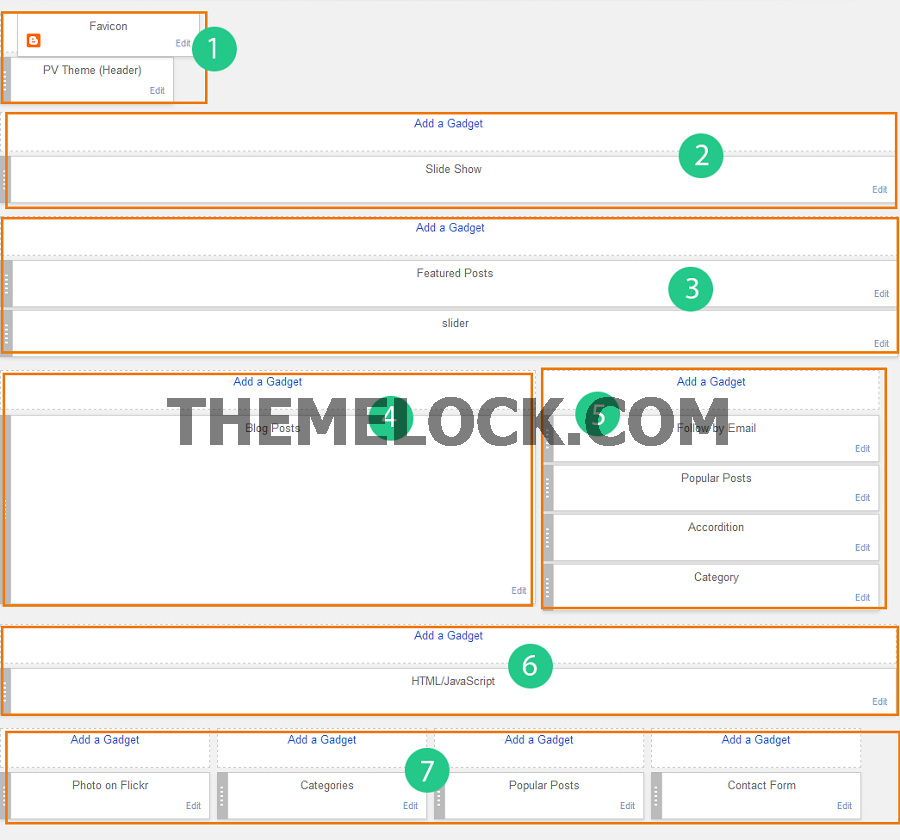 Favicon
Edit
1
PV Theme (Header)
Edit
Add a Gadget
2
Slide Show
Edit
Add a Gadget
Featured Posts
3
Edit
slider
Edit
Add a Gadget
4
Blog Posts
Edit
Add a Gadget
5
Follow by Email
Edit
Popular Posts
Edit
Accordition
Edit
Category
Edit
THEMELOCK.COM
Add a Gadget
6
HTML/JavaScript
Edit
Add a Gadget Add a Gadget Add a Gadget Add a Gadget
7
Photo on Flickr Categories Popular Posts Contact Form
Edit Edit Edit Edit